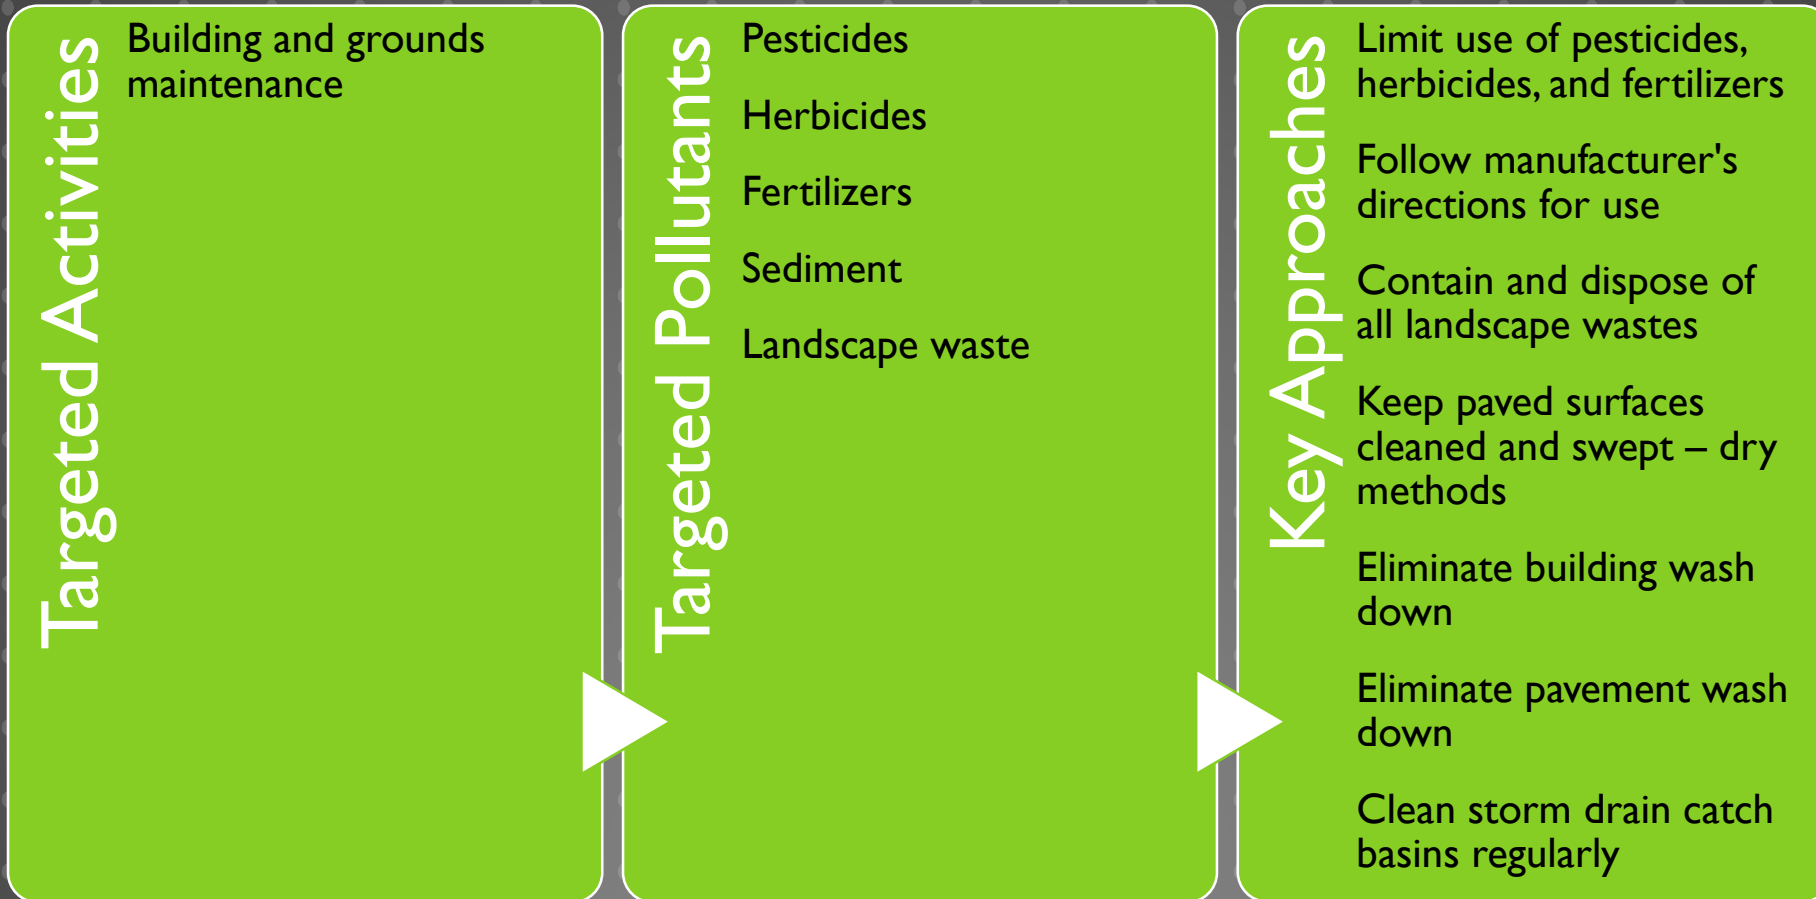 Targeted Activities
Building and grounds
maintenance
Targeted Pollutants
Pesticides
Herbicides
Fertilizers
Sediment
Landscape waste
Key Approaches
Limit use of pesticides,
herbicides, and fertilizers
Follow manufacturer's
directions for use
Contain and dispose of
all landscape wastes
Keep paved surfaces
cleaned and swept – dry
methods
Eliminate building wash
down
Eliminate pavement wash
down
Clean storm drain catch
basins regularly